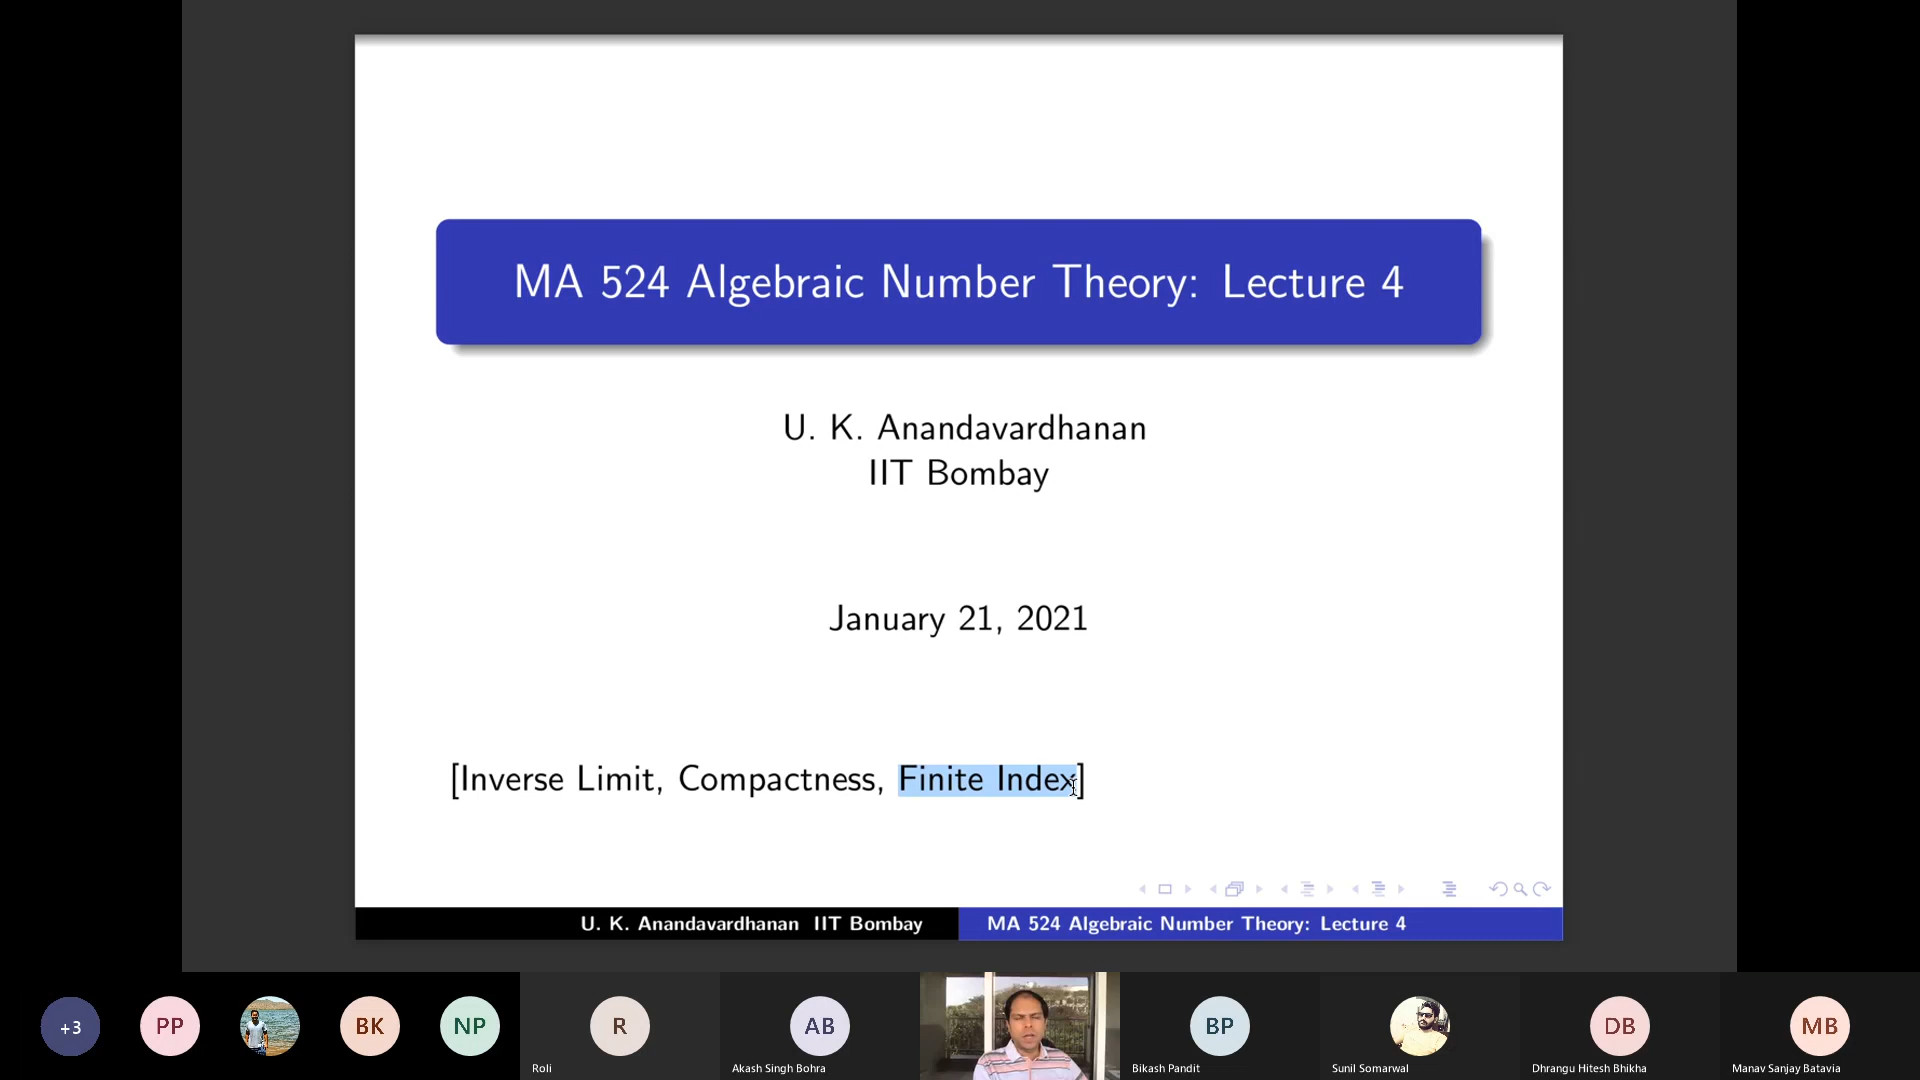 MA 524 Algebraic Number Theory: Lecture 4
U. K. Anandavardhanan
IIT Bombay
January 21, 2021
[Inverse Limit, Compactness, Finite Index]
U. K. Anandavardhanan IIT Bombay MA 524 Algebraic Number Theory: Lecture 4
+3 PP BK NP R AB BP DB MB
Roli Akash Singh Bohra Bikash Pandit Sunil Somarwal Dhrangu Hitesh Bhikha Manav Sanjay Batavia